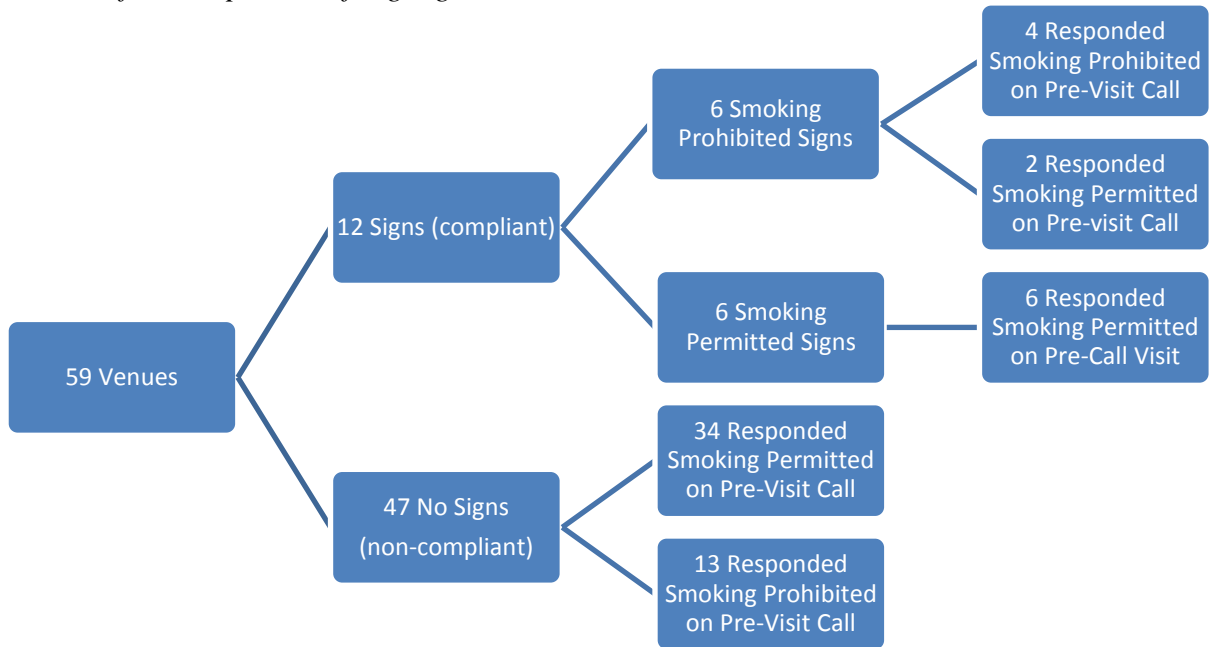 4 Responded
Smoking Prohibited
on Pre-Visit Call
6 Smoking
Prohibited Signs
2 Responded
Smoking Permitted
on Pre-visit Call
12 Signs (compliant)
6 Smoking
Permitted Signs
6 Responded
Smoking Permitted
on Pre-Call Visit
59 Venues
34 Responded
Smoking Permitted
on Pre-Visit Call
47 No Signs
(non-compliant)
13 Responded
Smoking Prohibited
on Pre-Visit Call